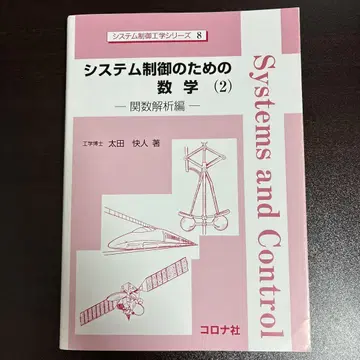 システム制御工学シリーズ 8
システム制御のための
数学 (2)
― 関数解析編 ―
工学博士 太田 快人 著
Systems and Control
コロナ社